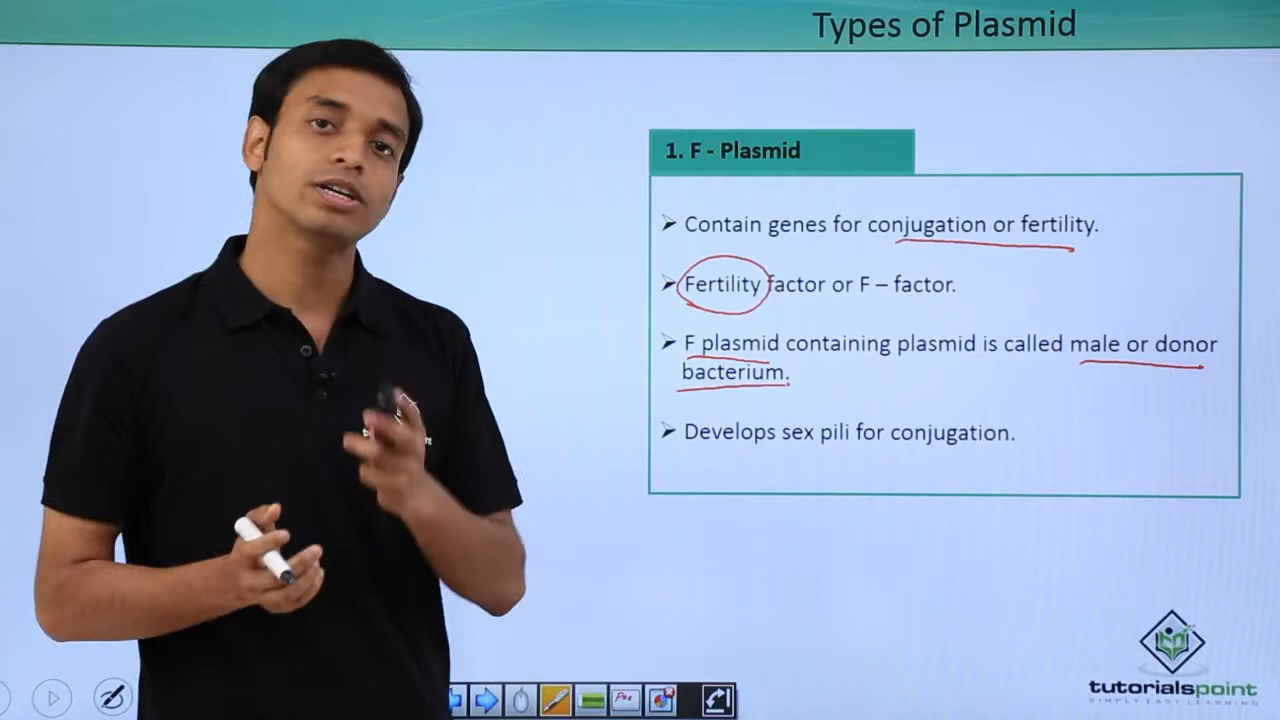 Types of Plasmid
1. F - Plasmid
➢ Contain genes for conjugation or fertility.
➢ Fertility factor or F – factor.
➢ F plasmid containing plasmid is called male or donor
bacterium.
➢ Develops sex pili for conjugation.
tutorialspoint
SIMPLY EASY LEARNING